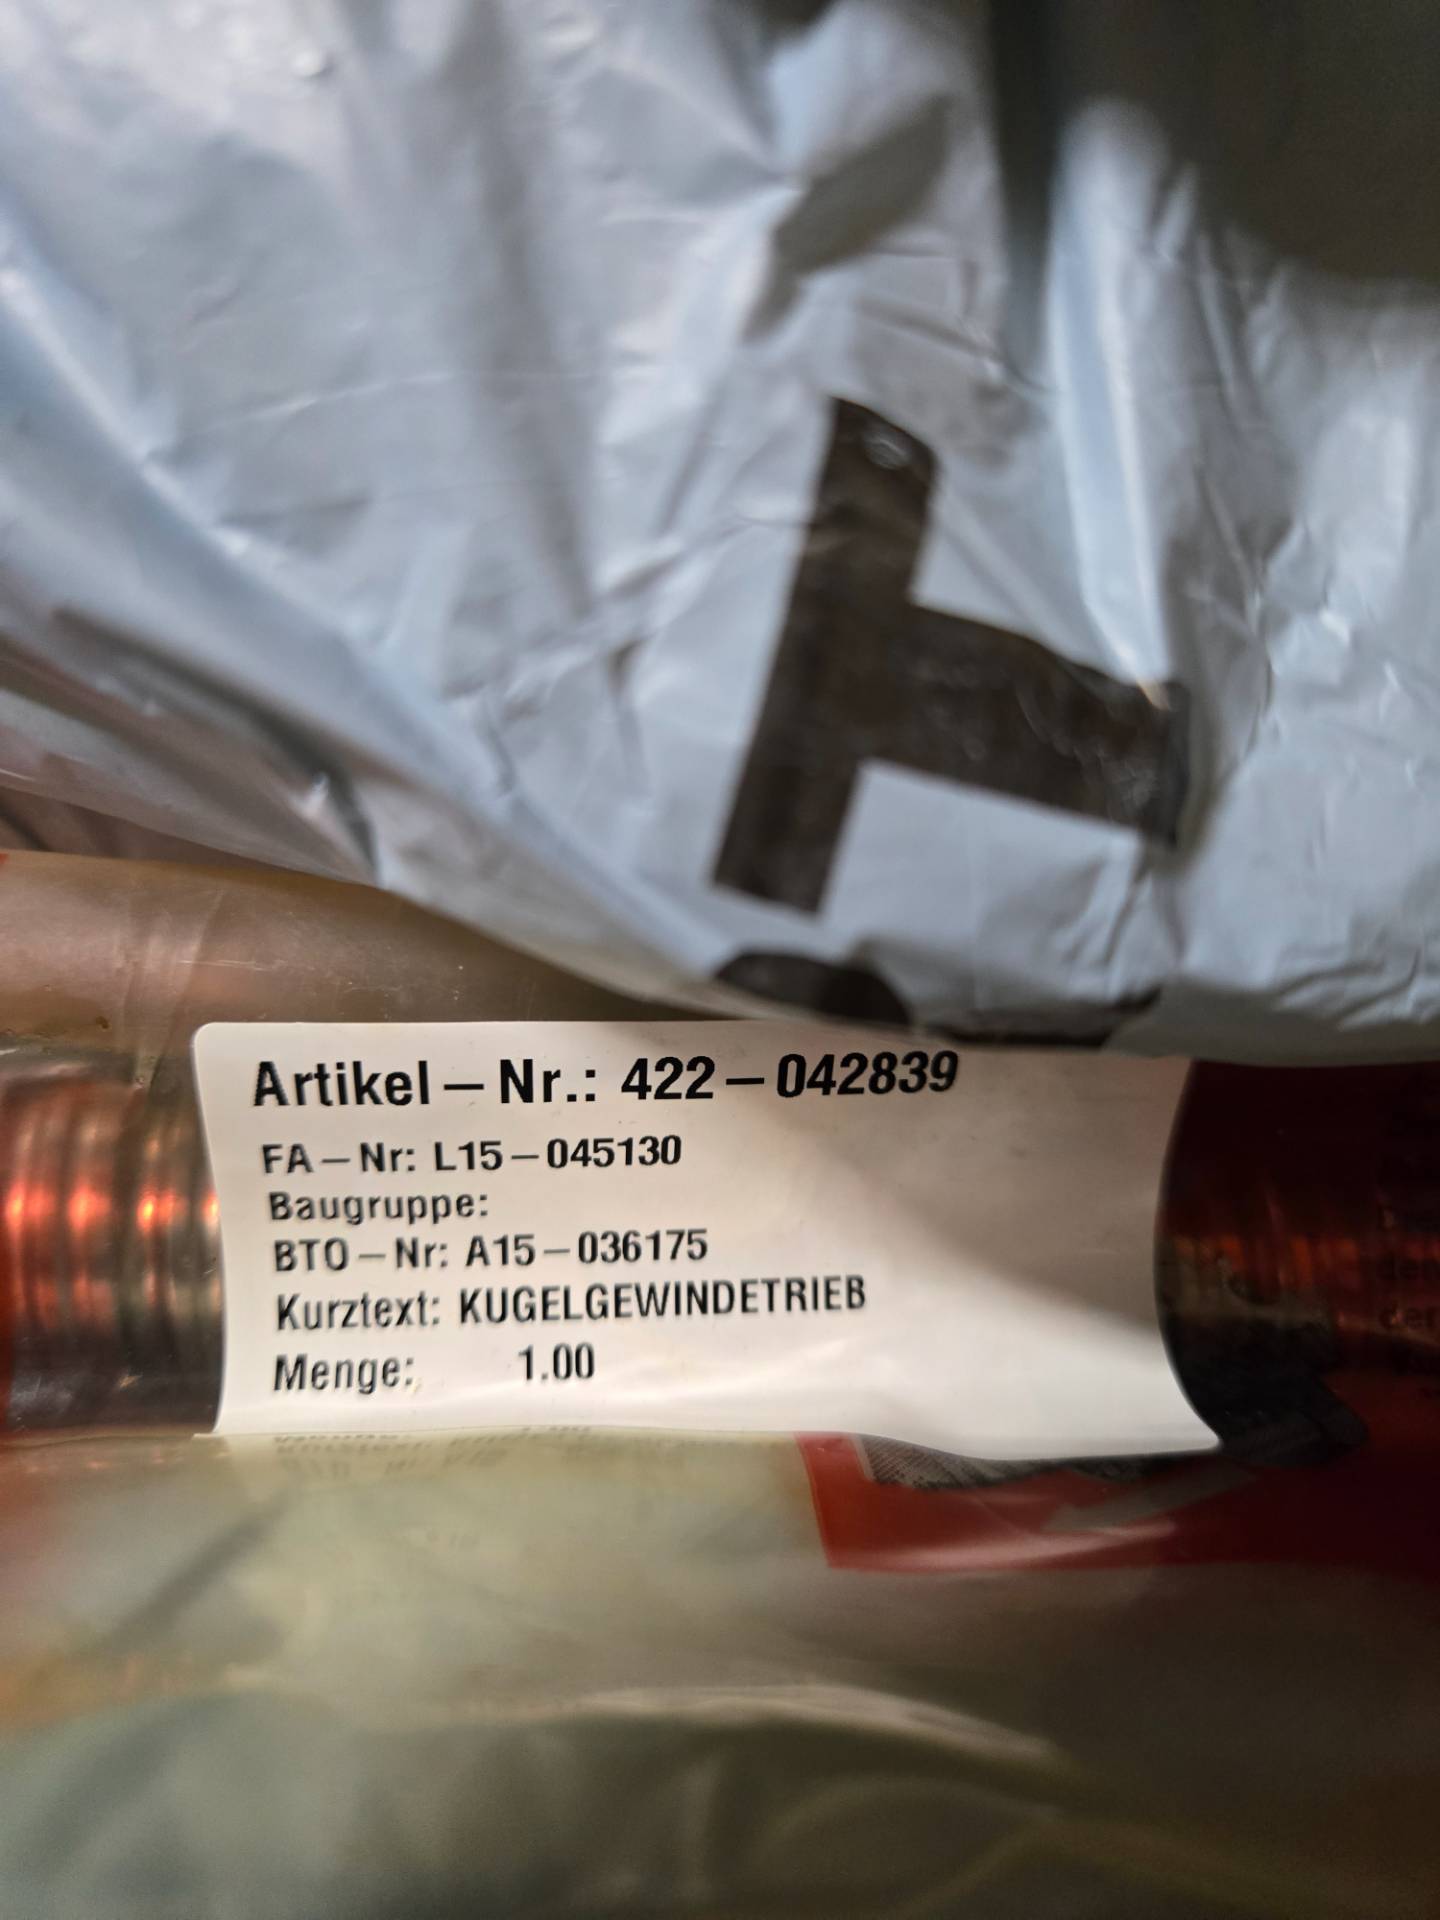 Artikel-Nr.: 422-042839
FA-Nr: L15-045130
Baugruppe:
BTO-Nr: A15-036175
Kurztext: KUGELGEWINDETRIEB
Menge: 1.00